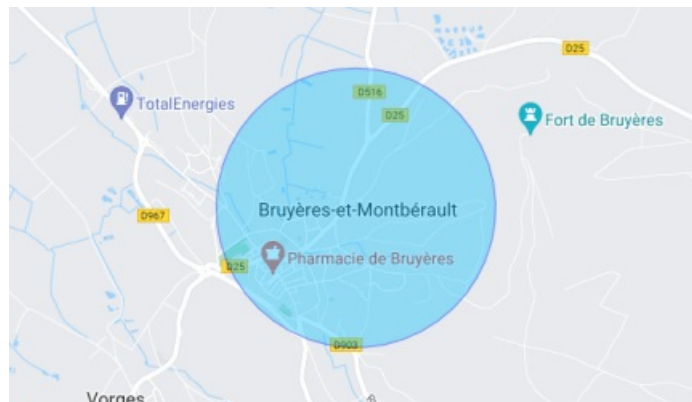 D25
D516
TotalEnergies
D25
Fort de Bruyères
Bruyères-et-Montbérault
D967
Pharmacie de Bruyères
D25
D903
Vorges